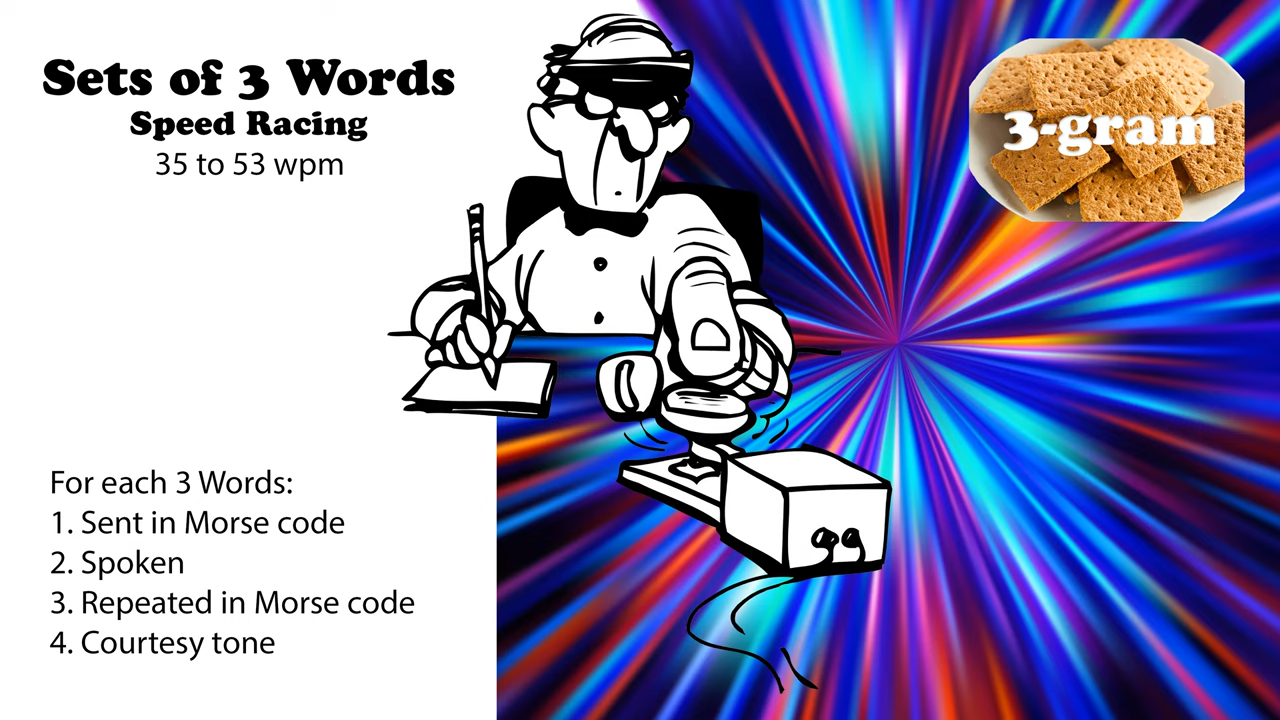 Sets of 3 Words
Speed Racing
35 to 53 wpm
3-gram
For each 3 Words:
1. Sent in Morse code
2. Spoken
3. Repeated in Morse code
4. Courtesy tone